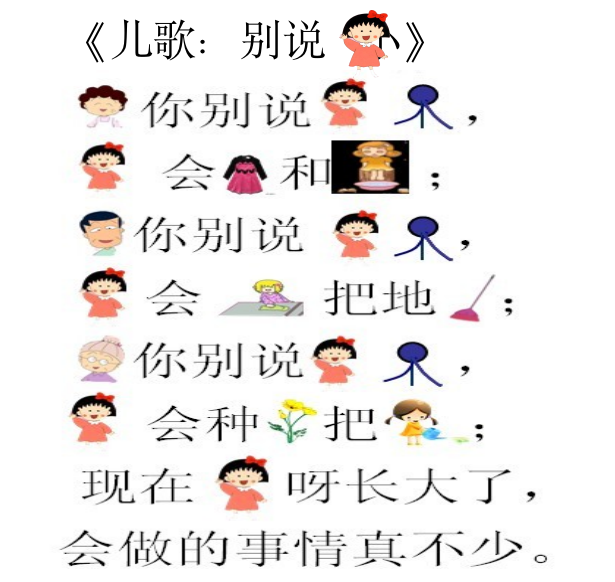 《儿歌： 别说 》
你别说 ，
会 和 ；
你别说 ，
会 把地 ；
你别说 ，
会种 把 ；
现在 呀长大了，
会做的事情真不少。